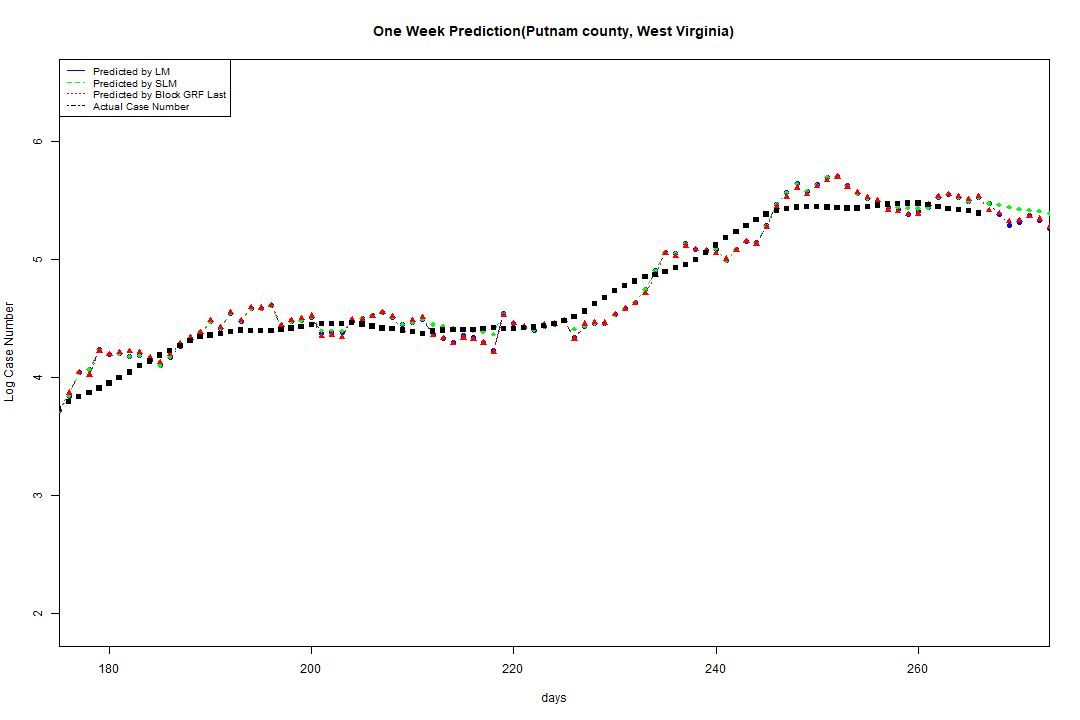 One Week Prediction(Putnam county, West Virginia)
Predicted by LM
Predicted by SLM
Predicted by Block GRF Last
Actual Case Number
6
5
4
3
2
Log Case Number
180 200 220 240 260
days